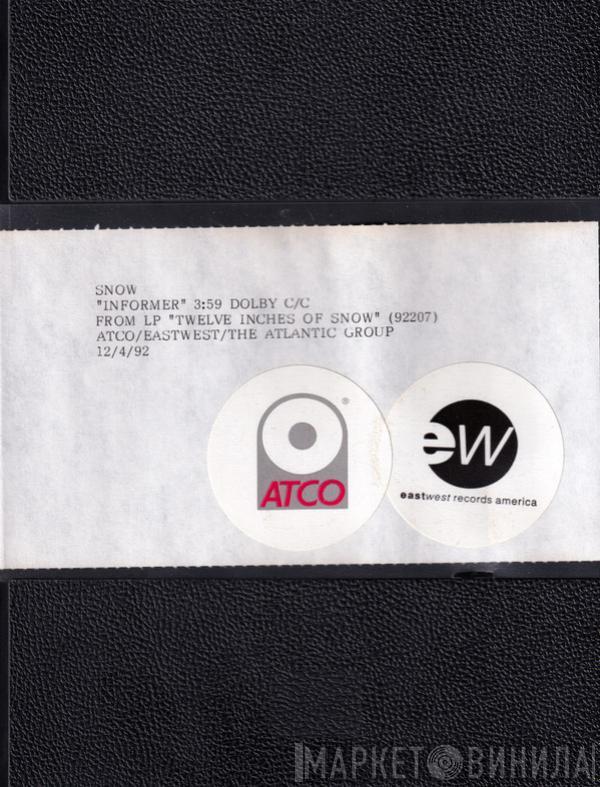 SNOW
"INFORMER" 3:59 DOLBY C/C
FROM LP "TWELVE INCHES OF SNOW" (92207)
ATCO/EASTWEST/THE ATLANTIC GROUP
12/4/92
®
ATCO
ew
eastwest records america
МАРКЕТ ВИНИЛА